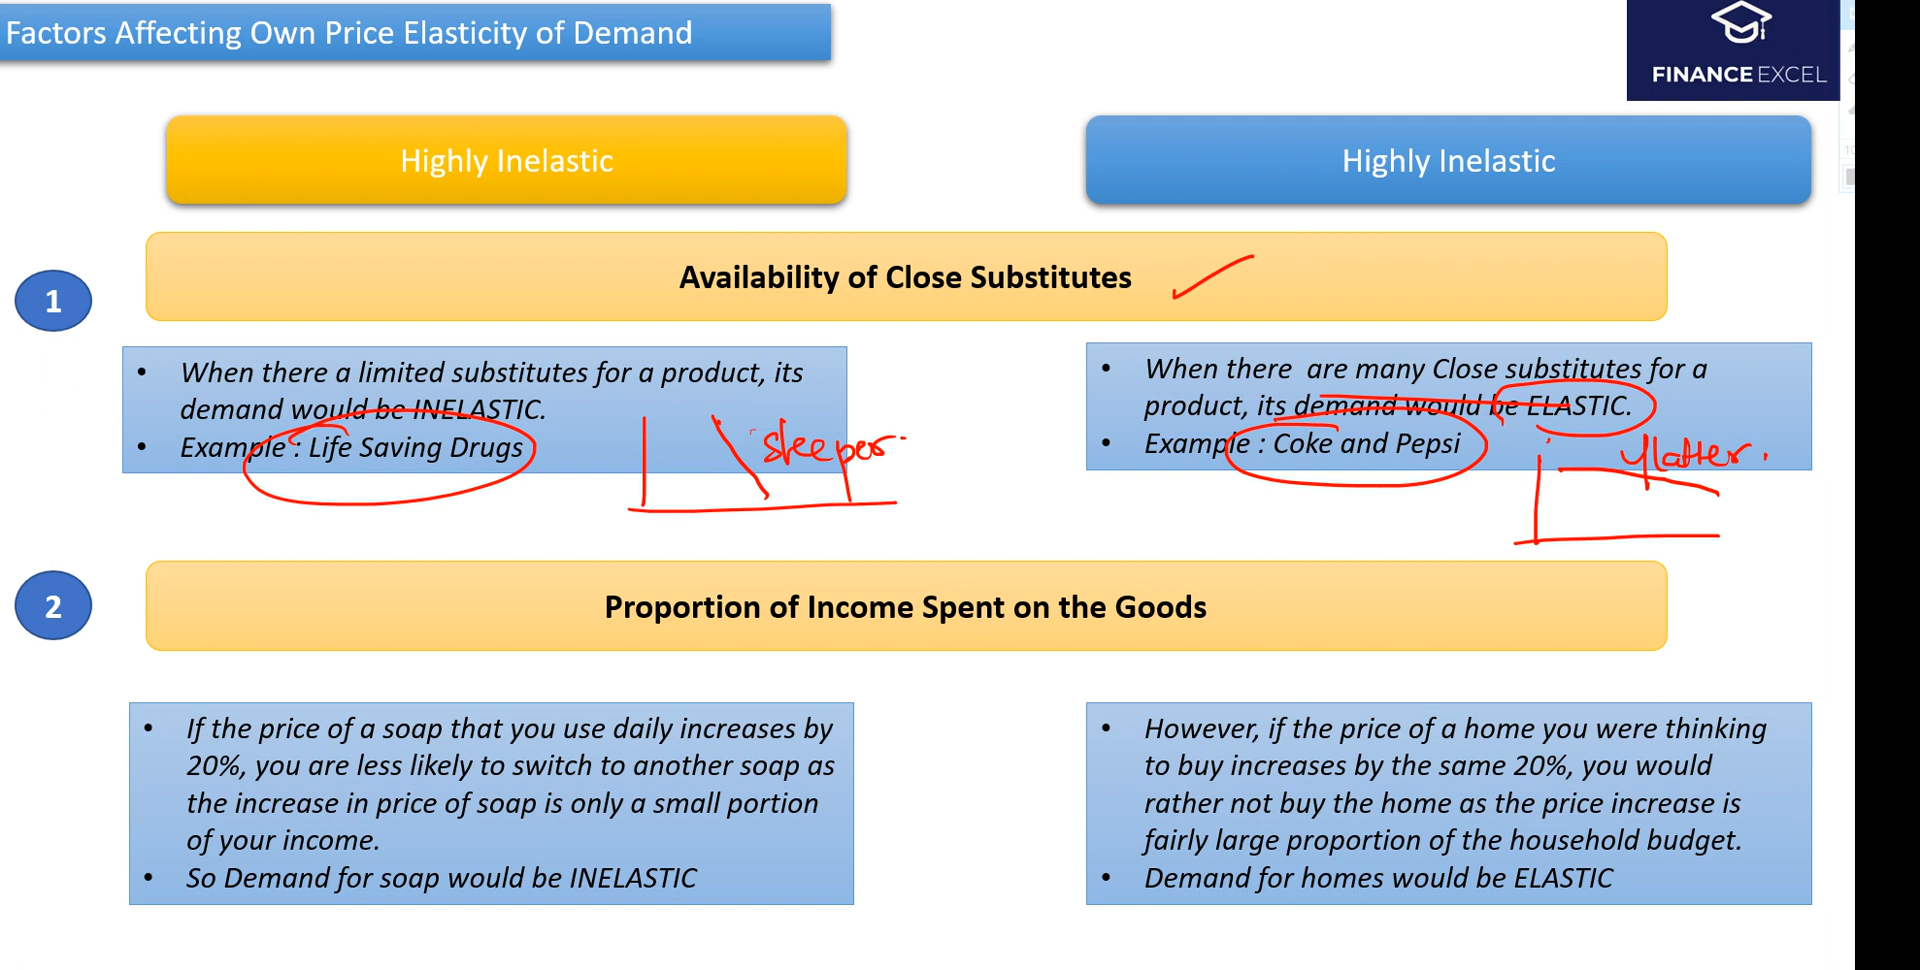 Factors Affecting Own Price Elasticity of Demand
FINANCE EXCEL
Highly Inelastic
Highly Inelastic
1
Availability of Close Substitutes
• When there a limited substitutes for a product, its
demand would be INELASTIC.
• Example : Life Saving Drugs
steeper
• When there are many Close substitutes for a
product, its demand would be ELASTIC.
• Example : Coke and Pepsi
flatter.
2
Proportion of Income Spent on the Goods
• If the price of a soap that you use daily increases by
20%, you are less likely to switch to another soap as
the increase in price of soap is only a small portion
of your income.
• So Demand for soap would be INELASTIC
• However, if the price of a home you were thinking
to buy increases by the same 20%, you would
rather not buy the home as the price increase is
fairly large proportion of the household budget.
• Demand for homes would be ELASTIC